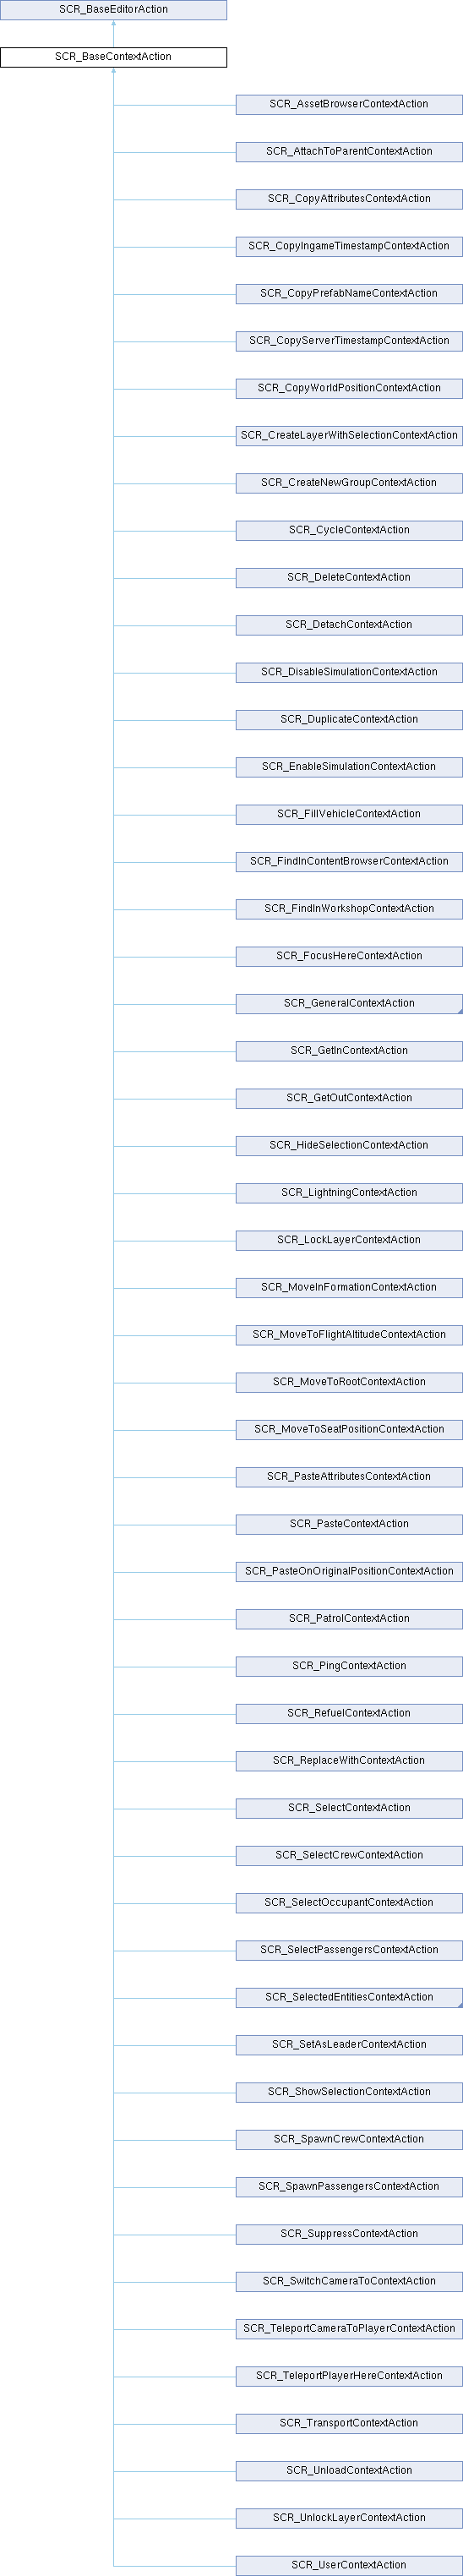 SCR_BaseEditorAction
SCR_BaseContextAction
SCR_AssetBrowserContextAction
SCR_AttachToParentContextAction
SCR_CopyAttributesContextAction
SCR_CopyIngameTimestampContextAction
SCR_CopyPrefabNameContextAction
SCR_CopyServerTimestampContextAction
SCR_CopyWorldPositionContextAction
SCR_CreateLayerWithSelectionContextAction
SCR_CreateNewGroupContextAction
SCR_CycleContextAction
SCR_DeleteContextAction
SCR_DetachContextAction
SCR_DisableSimulationContextAction
SCR_DuplicateContextAction
SCR_EnableSimulationContextAction
SCR_FillVehicleContextAction
SCR_FindInContentBrowserContextAction
SCR_FindInWorkshopContextAction
SCR_FocusHereContextAction
SCR_GeneralContextAction
SCR_GetInContextAction
SCR_GetOutContextAction
SCR_HideSelectionContextAction
SCR_LightningContextAction
SCR_LockLayerContextAction
SCR_MoveInFormationContextAction
SCR_MoveToFlightAltitudeContextAction
SCR_MoveToRootContextAction
SCR_MoveToSeatPositionContextAction
SCR_PasteAttributesContextAction
SCR_PasteContextAction
SCR_PasteOnOriginalPositionContextAction
SCR_PatrolContextAction
SCR_PingContextAction
SCR_RefuelContextAction
SCR_ReplaceWithContextAction
SCR_SelectContextAction
SCR_SelectCrewContextAction
SCR_SelectOccupantContextAction
SCR_SelectPassengersContextAction
SCR_SelectedEntitiesContextAction
SCR_SetAsLeaderContextAction
SCR_ShowSelectionContextAction
SCR_SpawnCrewContextAction
SCR_SpawnPassengersContextAction
SCR_SuppressContextAction
SCR_SwitchCameraToContextAction
SCR_TeleportCameraToPlayerContextAction
SCR_TeleportPlayerHereContextAction
SCR_TransportContextAction
SCR_UnloadContextAction
SCR_UnlockLayerContextAction
SCR_UserContextAction